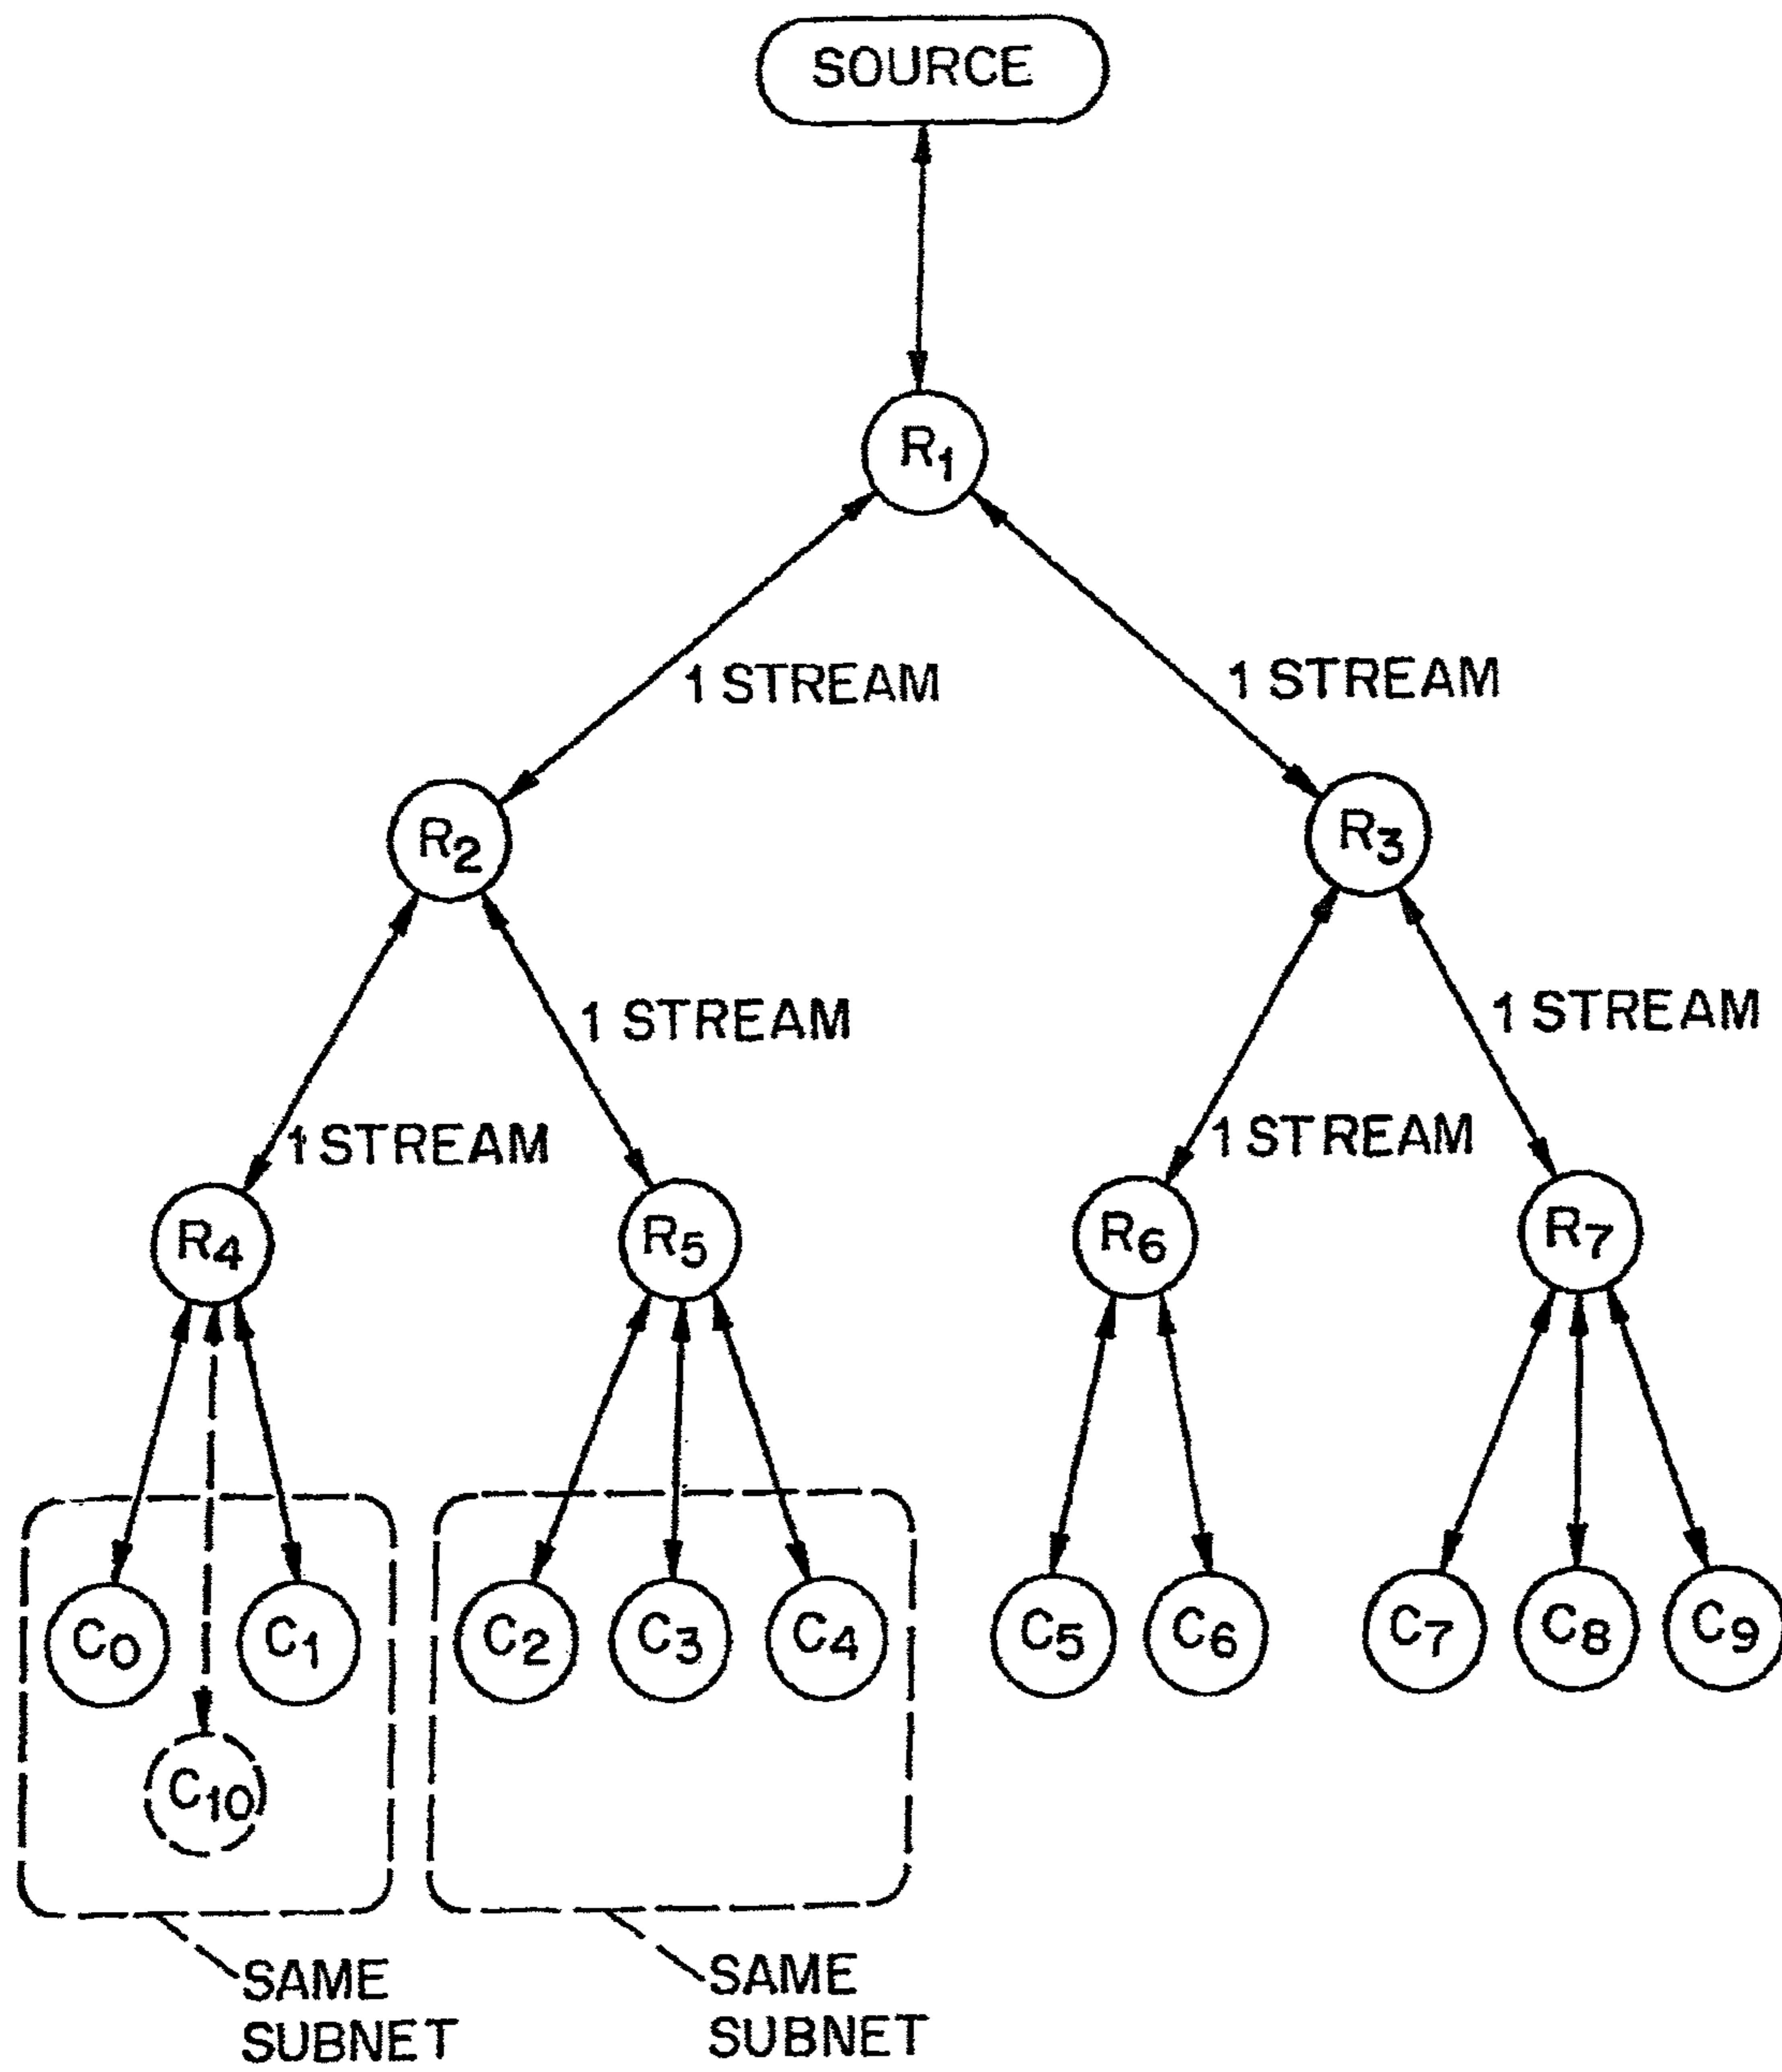 SOURCE
R1
1 STREAM
1 STREAM
R2
R3
1 STREAM
1 STREAM
1 STREAM
1 STREAM
R4
R5
R6
R7
C0
C1
C2
C3
C4
C5
C6
C7
C8
C9
C10
SAME
SUBNET
SAME
SUBNET